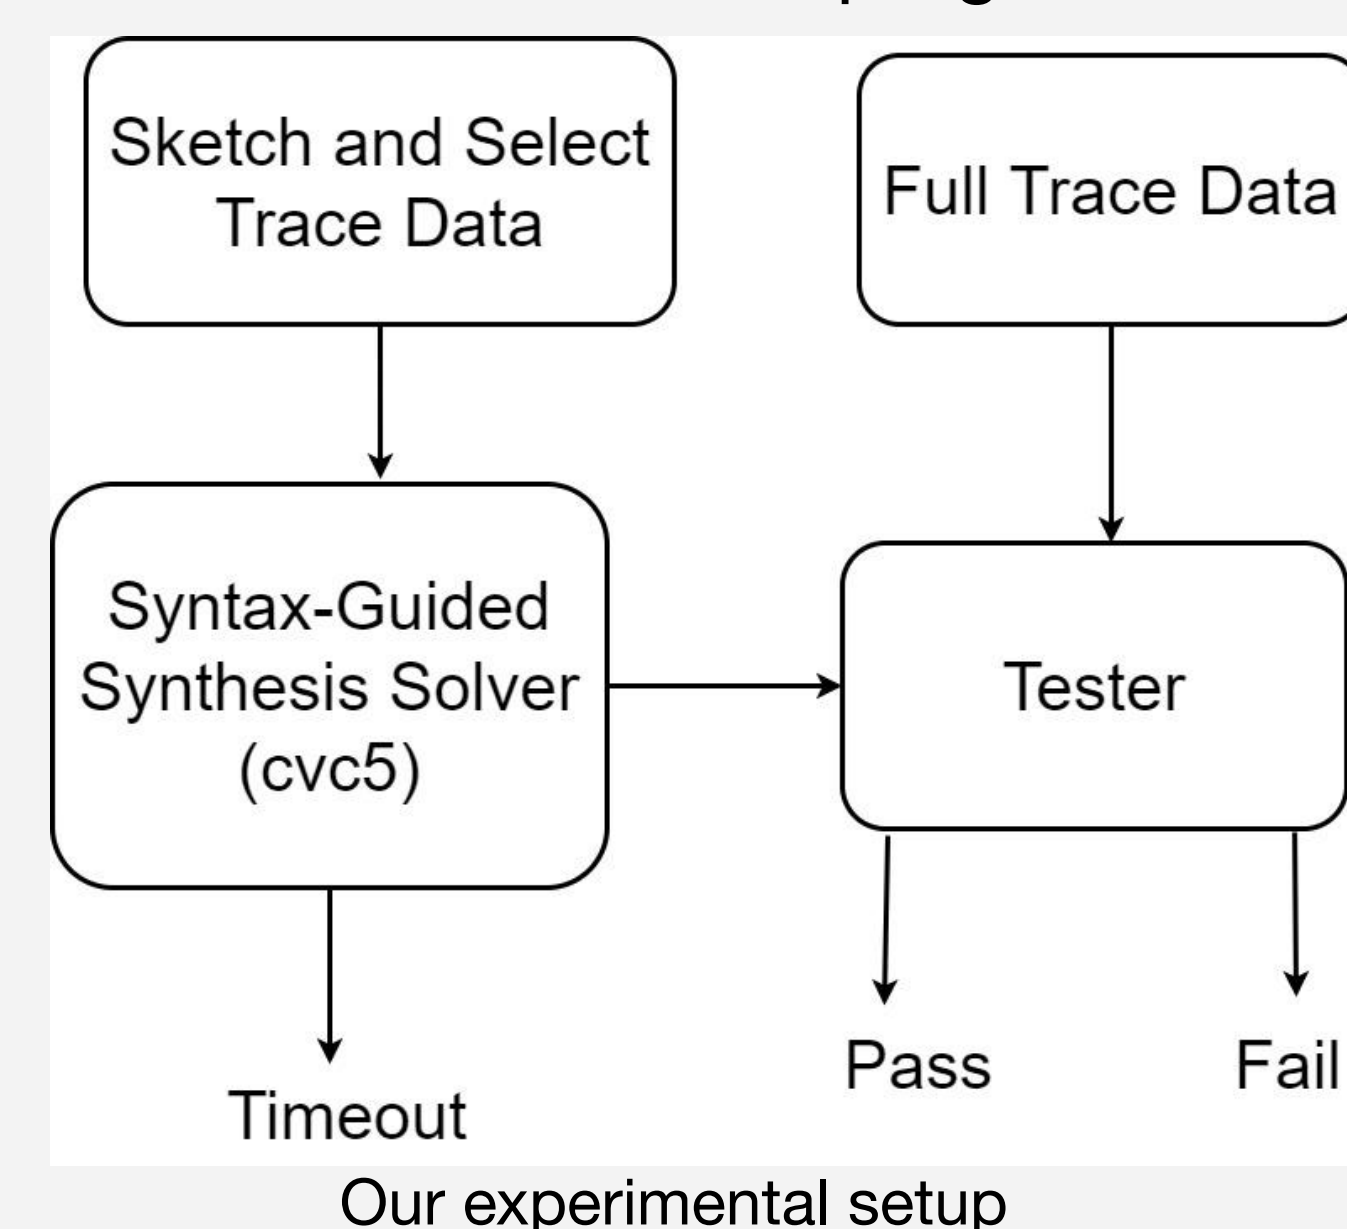 Sketch and Select
Trace Data
Full Trace Data
Syntax-Guided
Synthesis Solver
(cvc5)
Tester
Pass
Fail
Timeout
Our experimental setup